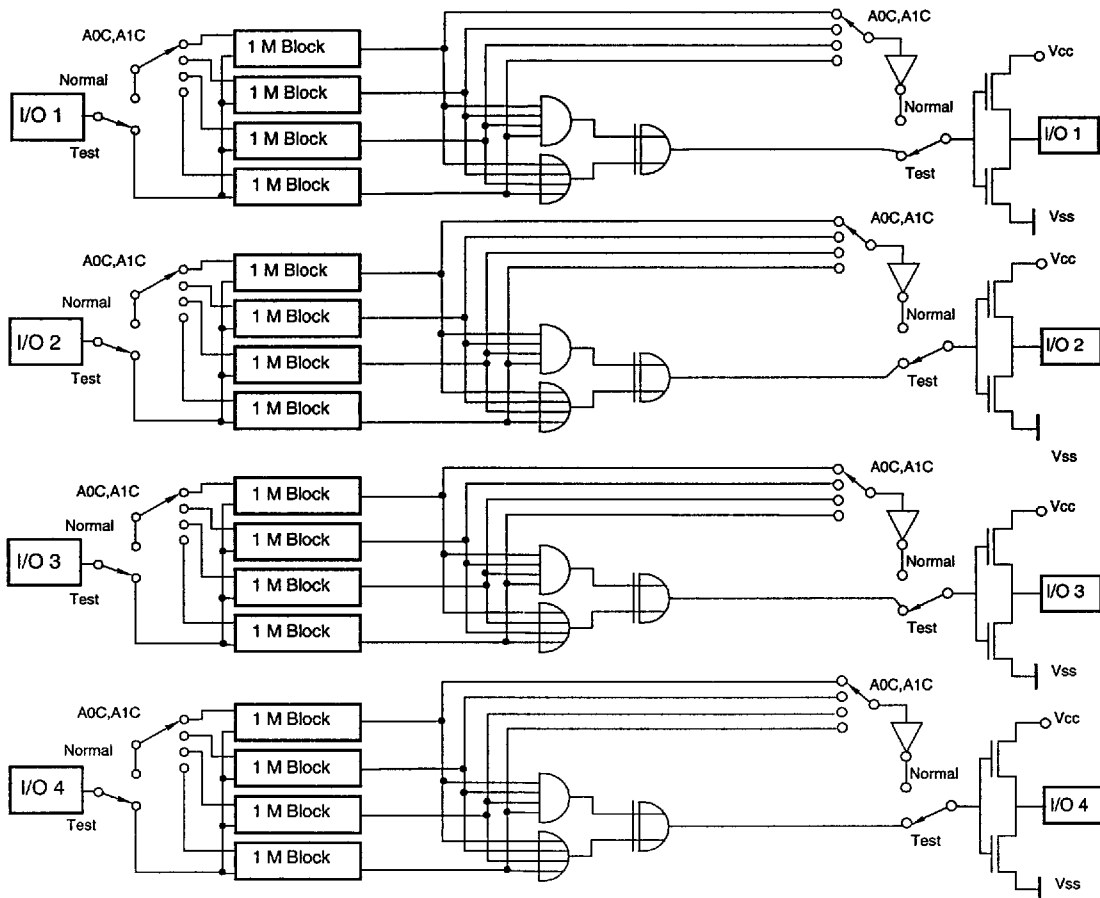 A0C,A1C
1 M Block
A0C,A1C
Vcc
Normal
1 M Block
Normal
I/O 1
I/O 1
1 M Block
Test
Test
1 M Block
Vss
A0C,A1C
1 M Block
A0C,A1C
Vcc
Normal
1 M Block
Normal
I/O 2
I/O 2
1 M Block
Test
Test
1 M Block
Vss
A0C,A1C
1 M Block
A0C,A1C
Vcc
Normal
1 M Block
Normal
I/O 3
I/O 3
1 M Block
Test
Test
1 M Block
Vss
A0C,A1C
1 M Block
A0C,A1C
Vcc
Normal
1 M Block
Normal
I/O 4
I/O 4
1 M Block
Test
Test
1 M Block
Vss